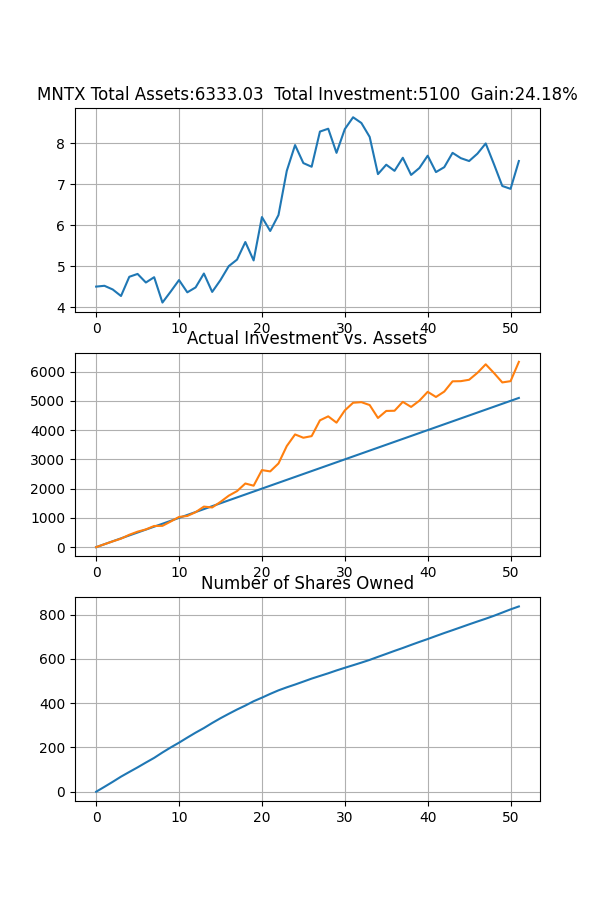 MNTX Total Assets:6333.03  Total Investment:5100  Gain:24.18%
8
7
6
5
4
0 10 20 30 40 50
Actual Investment vs. Assets
6000
5000
4000
3000
2000
1000
0
0 10 20 30 40 50
Number of Shares Owned
800
600
400
200
0
0 10 20 30 40 50